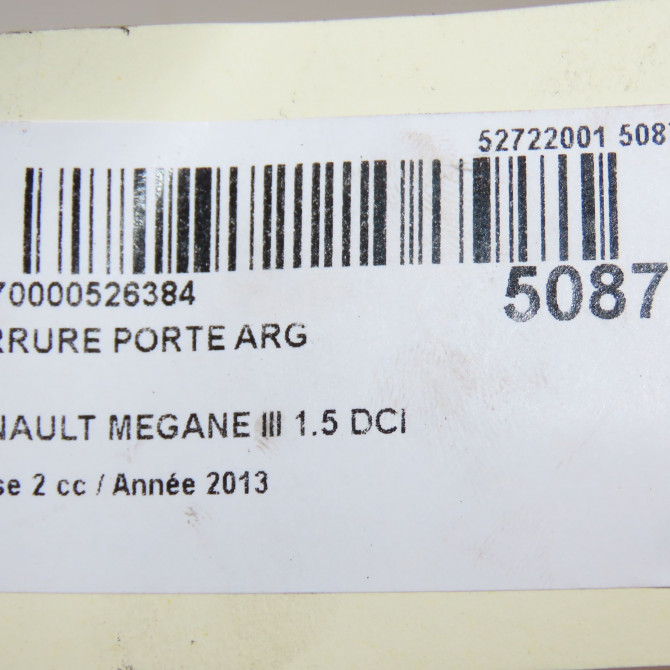 52722001 5087
70000526384
5087
RRURE PORTE ARG
NAULT MEGANE III 1.5 DCI
se 2 cc / Année 2013